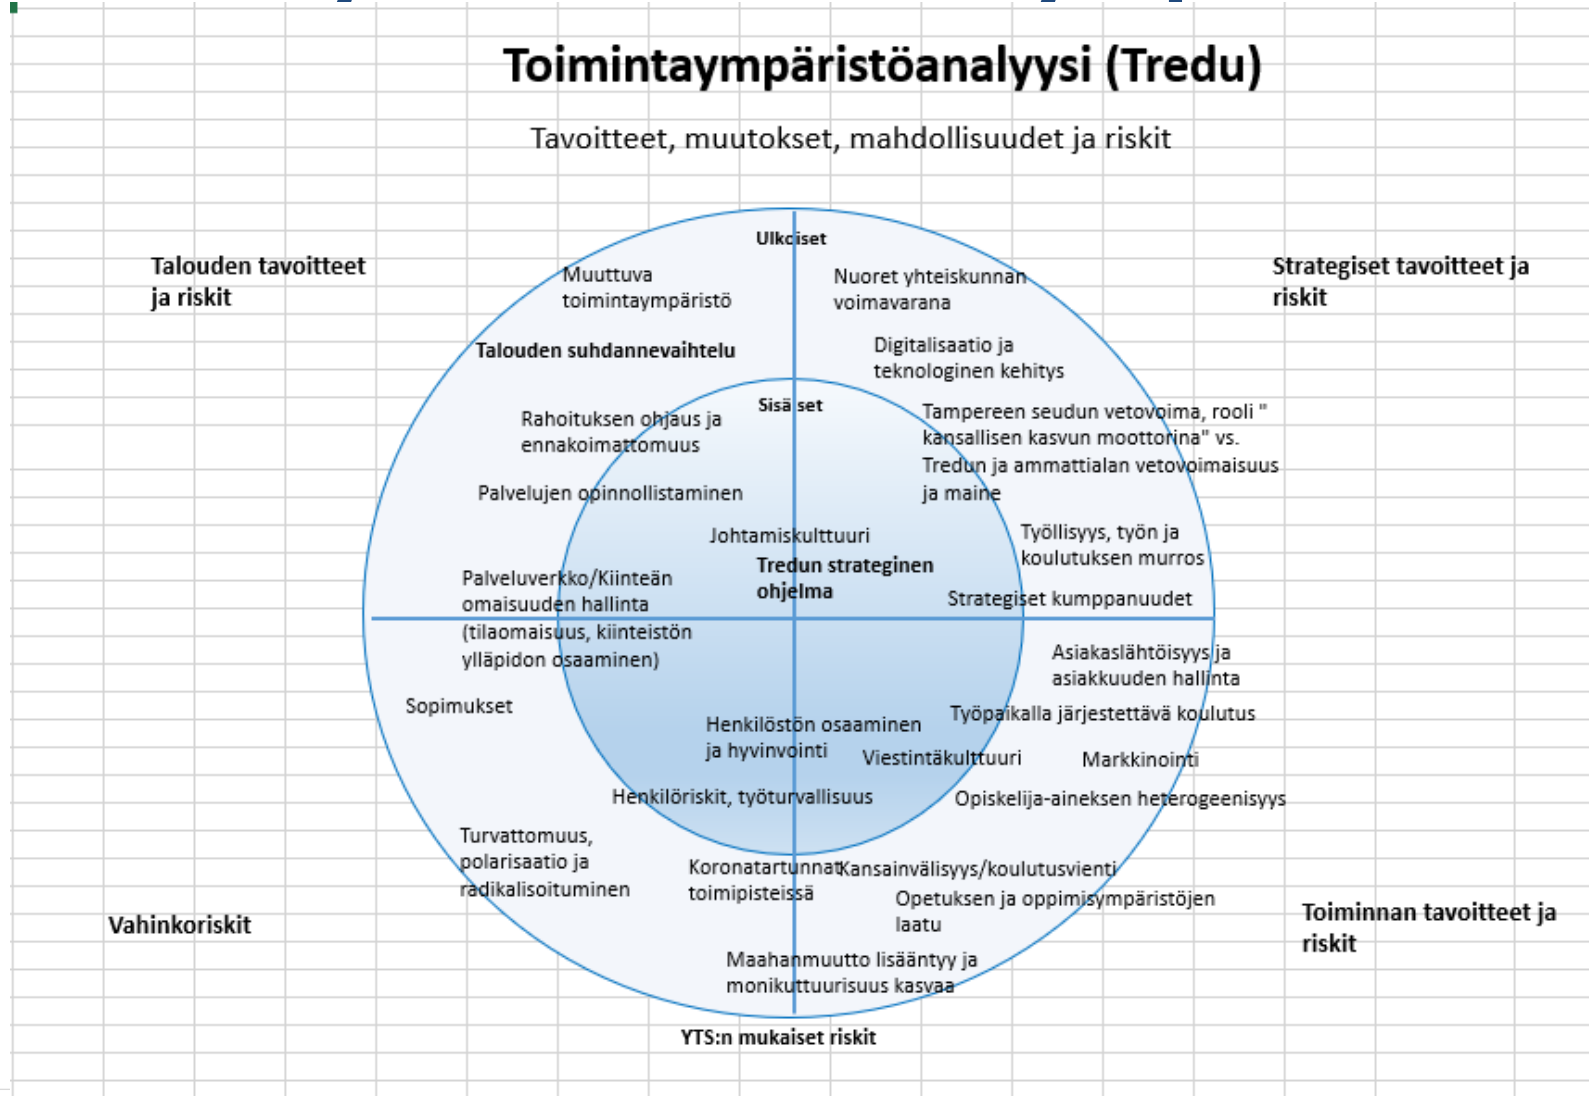 Toimintaympäristöanalyysi (Tredu)
Tavoitteet, muutokset, mahdollisuudet ja riskit
Talouden tavoitteet
ja riskit
Strategiset tavoitteet ja
riskit
Ulkoiset
Muuttuva
toimintaympäristö
Nuoret yhteiskunnan
voimavarana
Talouden suhdannevaihtelu
Digitalisaatio ja
teknologinen kehitys
Sisäiset
Rahoituksen ohjaus ja
ennakoimattomuus
Tampereen seudun vetovoima, rooli "
kansallisen kasvun moottorina" vs.
Tredun ja ammattialan vetovoimaisuus
ja maine
Palvelujen opinnollistaminen
Johtamiskulttuuri
Tredun strateginen
ohjelma
Työllisyys, työn ja
koulutuksen murros
Strategiset kumppanuudet
Palveluverkko/Kiinteän
omaisuuden hallinta
(tilaomaisuus, kiinteistön
ylläpidon osaaminen)
Asiakaslähtöisyys ja
asiakkuuden hallinta
Sopimukset
Työpaikalla järjestettävä koulutus
Henkilöstön osaaminen
ja hyvinvointi
Viestintäkulttuuri
Markkinointi
Henkilöriskit, työturvallisuus
Opiskelija-aineksen heterogeenisyys
Turvattomuus,
polarisaatio ja
radikalisoituminen
Koronatartunnat
toimipisteissä
Kansainvälisyys/koulutusvienti
Opetuksen ja oppimisympäristöjen
laatu
Vahinkoriskit
Toiminnan tavoitteet ja
riskit
Maahanmuutto lisääntyy ja
monikuttuurisuus kasvaa
YTS:n mukaiset riskit